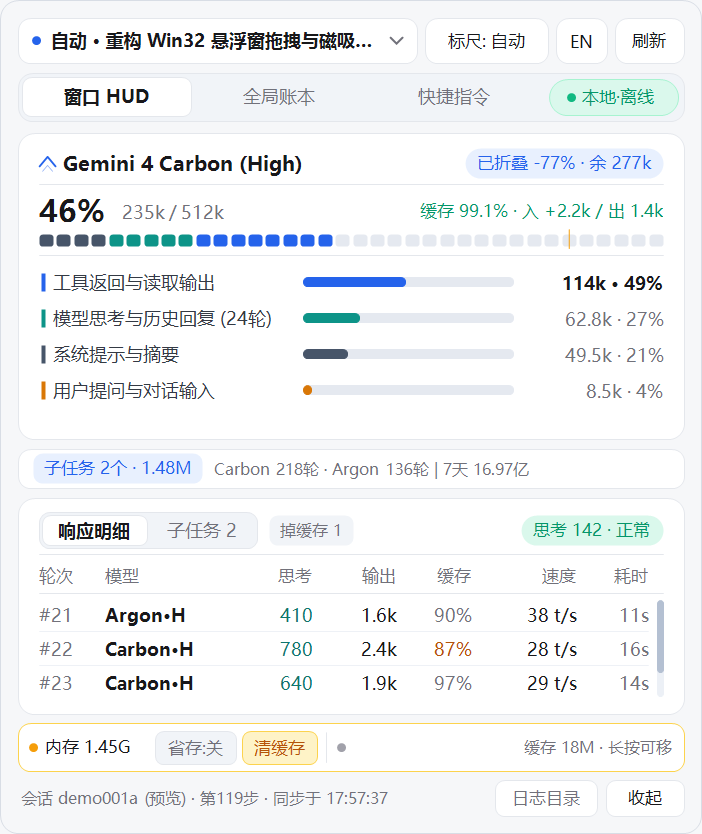 自动 • 重构 Win32 悬浮窗拖拽与磁吸... 标尺: 自动 EN 刷新
窗口 HUD 全局账本 快捷指令 本地·离线
Gemini 4 Carbon (High) 已折叠 -77% · 余 277k
46% 235k / 512k 缓存 99.1% · 入 +2.2k / 出 1.4k
工具返回与读取输出 114k • 49%
模型思考与历史回复 (24轮) 62.8k · 27%
系统提示与摘要 49.5k · 21%
用户提问与对话输入 8.5k · 4%
子任务 2个 · 1.48M Carbon 218轮 · Argon 136轮 | 7天 16.97亿
响应明细 子任务 2 掉缓存 1 思考 142 · 正常
轮次 模型 思考 输出 缓存 速度 耗时
#21 Argon•H 410 1.6k 90% 38 t/s 11s
#22 Carbon•H 780 2.4k 87% 28 t/s 16s
#23 Carbon•H 640 1.9k 97% 29 t/s 14s
内存 1.45G 省存:关 清缓存 缓存 18M · 长按可移
会话 demo001a (预览) · 第119步 · 同步于 17:57:37 日志目录 收起